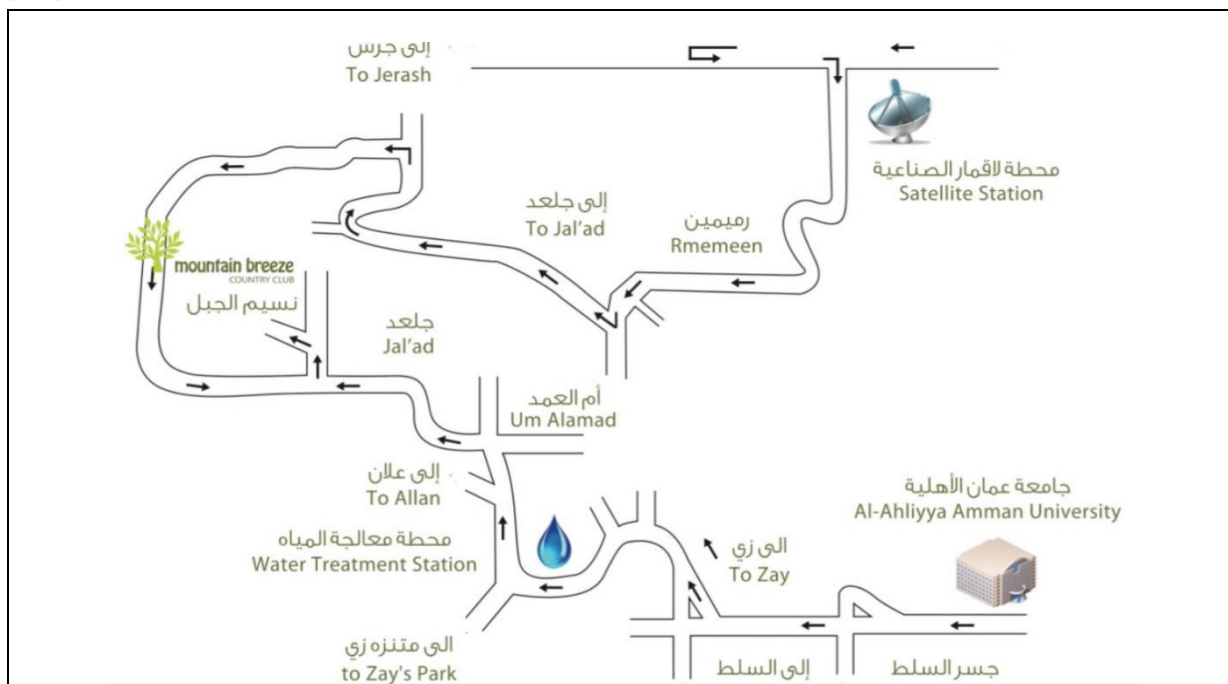 إلى جرش
To Jerash
محطة لاقمار الصناعية
Satellite Station
إلى جلعد
To Jal'ad
رميمين
Rmemeen
mountain breeze
COUNTRY CLUB
نسيم الجبل
جلعد
Jal'ad
أم العمد
Um Alamad
إلى علان
To Allan
جامعة عمان الأهلية
Al-Ahliyya Amman University
محطة معالجة المياه
Water Treatment Station
الى زي
To Zay
الى متنزه زي
to Zay's Park
إلى السلط
جسر السلط